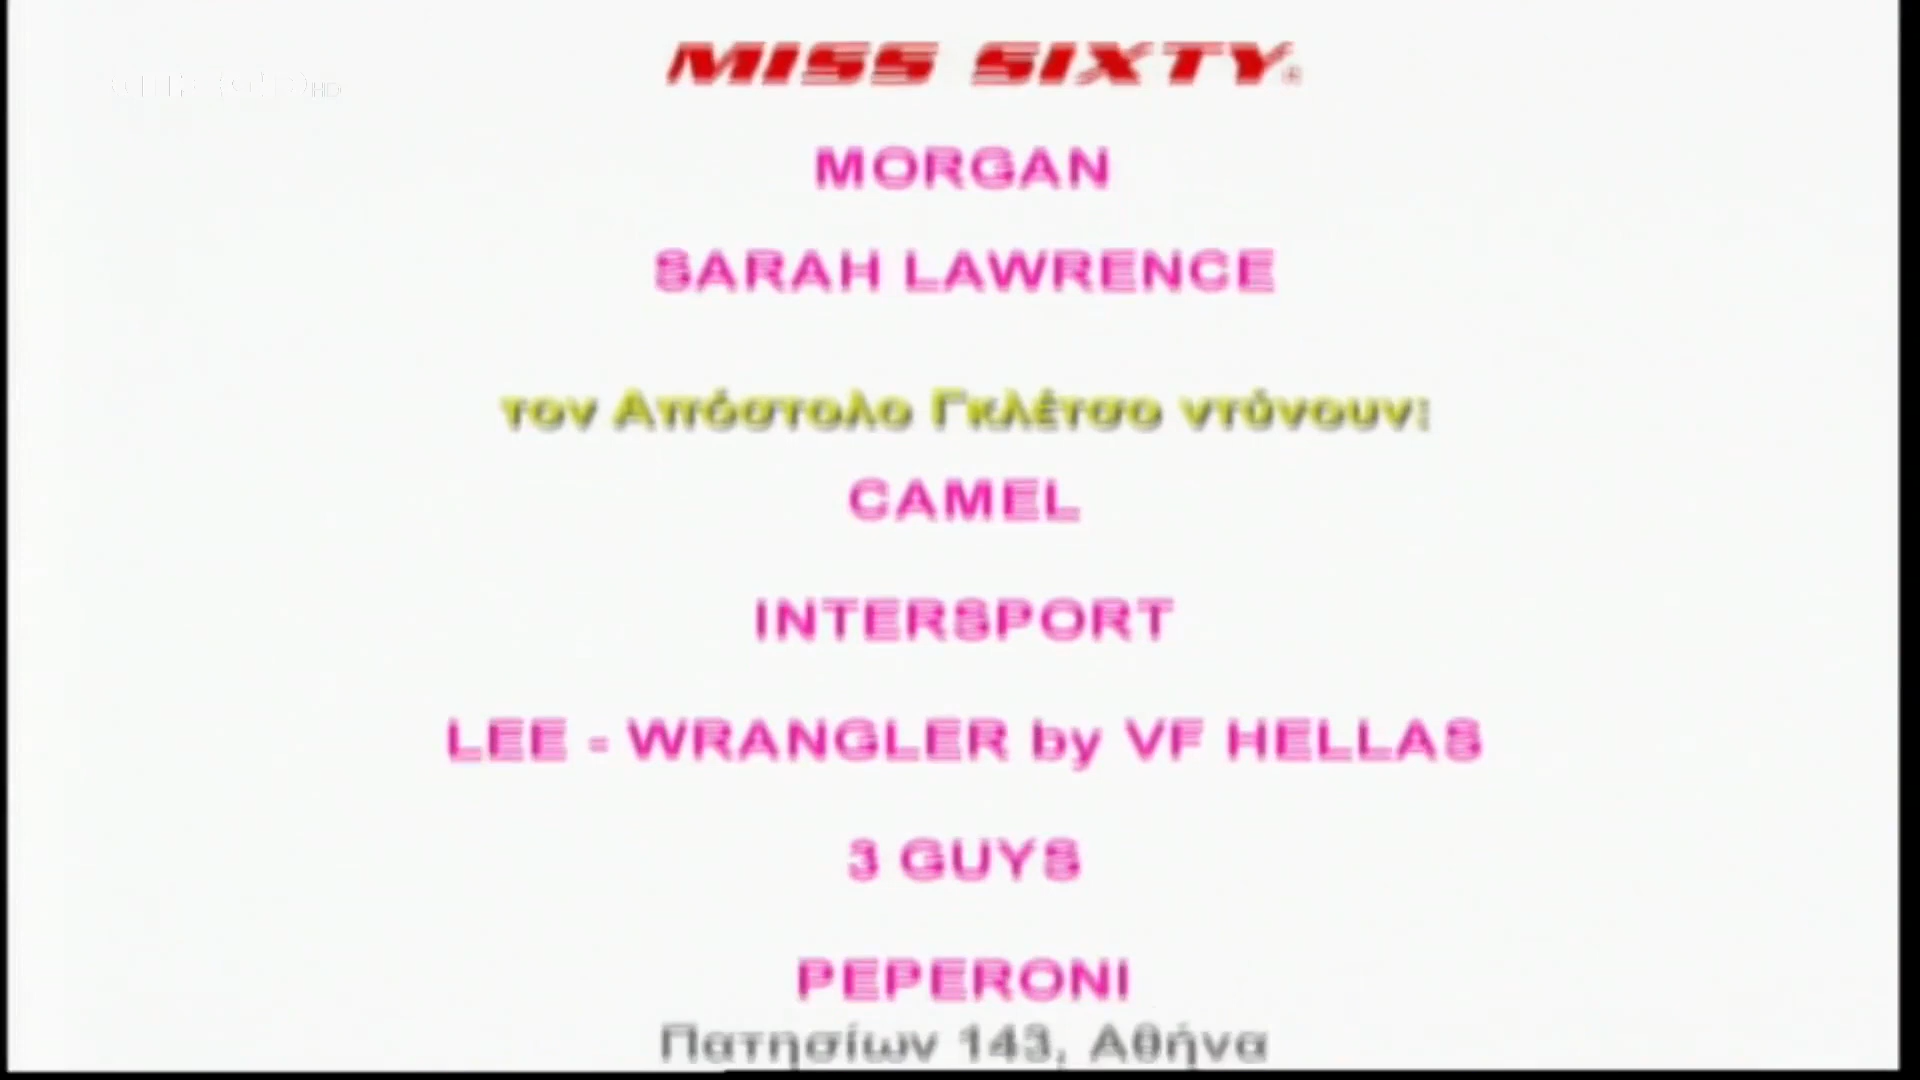 MISS SIXTY®
MORGAN
SARAH LAWRENCE
τον Απόστολο Γκλέτσο ντύνουν:
CAMEL
INTERSPORT
LEE - WRANGLER by VF HELLAS
3 GUYS
PEPERONI
Πατησίων 143, Αθήνα
HD